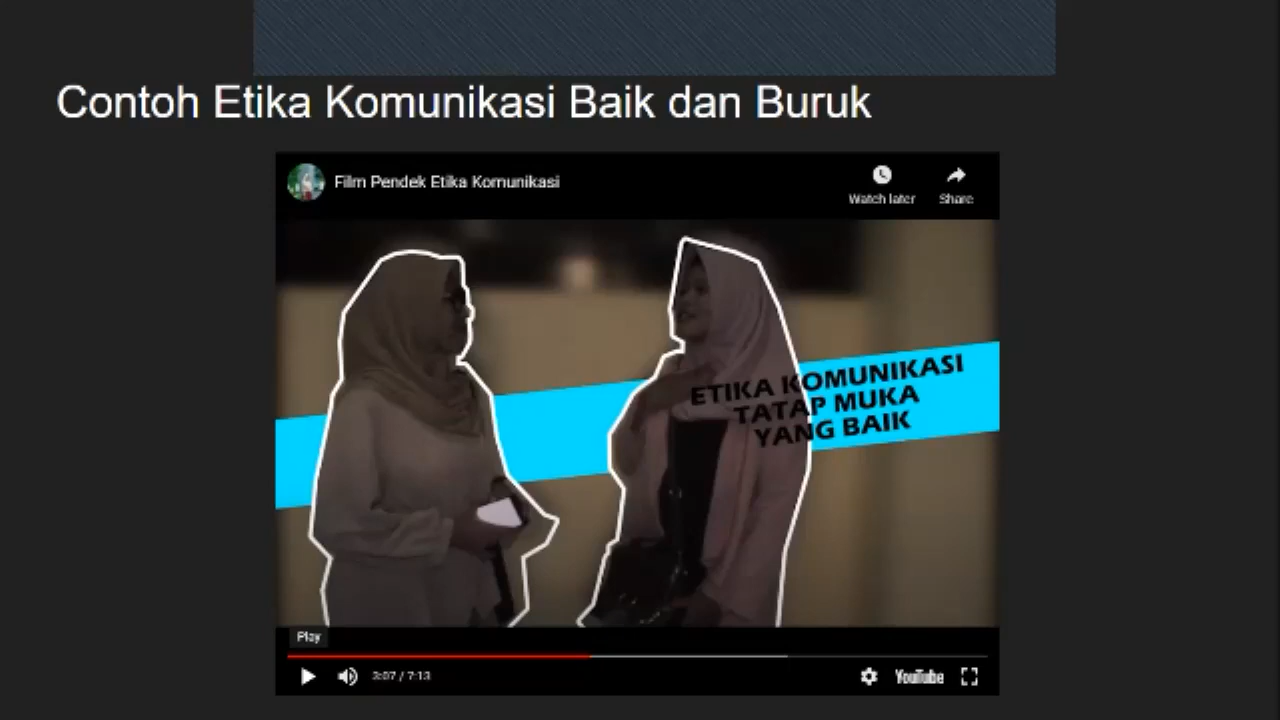 Contoh Etika Komunikasi Baik dan Buruk
Film Pendek Etika Komunikasi
Watch later
Share
ETIKA KOMUNIKASI
TATAP MUKA
YANG BAIK
Play
3:07 / 7:13
YouTube